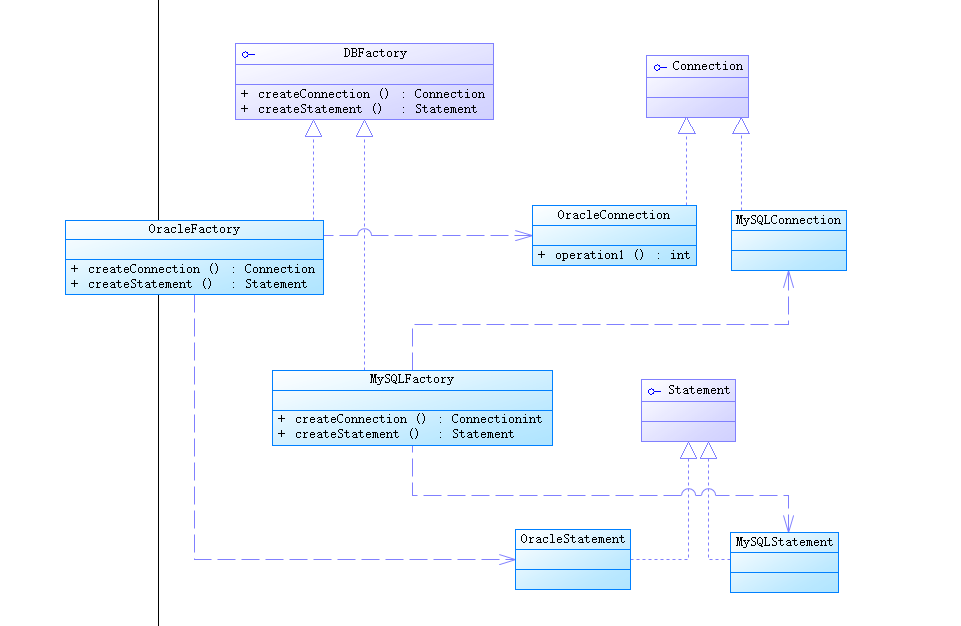 DBFactory
+ createConnection () : Connection
+ createStatement () : Statement
Connection
OracleFactory
+ createConnection () : Connection
+ createStatement () : Statement
OracleConnection
+ operation1 () : int
MySQLConnection
MySQLFactory
+ createConnection () : Connectionint
+ createStatement () : Statement
Statement
OracleStatement
MySQLStatement